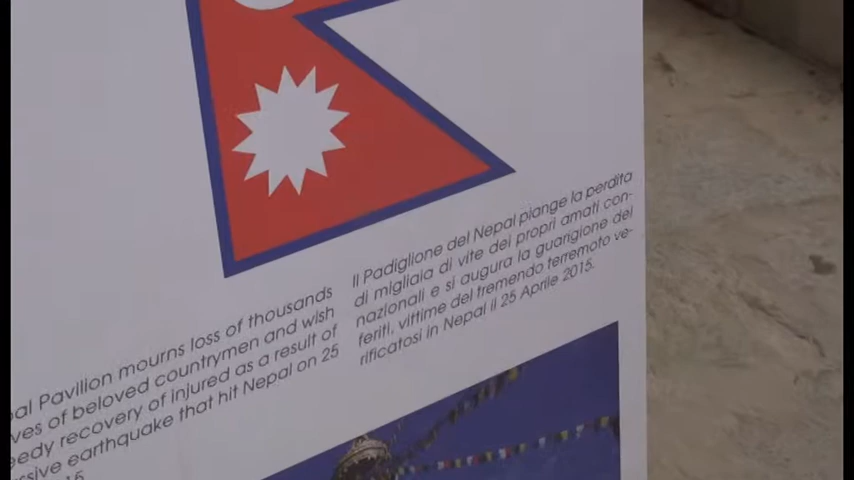 al Pavilion mourns loss of thousands
ves of beloved countrymen and wish
eedy recovery of injured as a result of
ssive earthquake that hit Nepal on 25
15.
Il Padiglione del Nepal piange la perdita
di migliaia di vite dei propri amati con-
nazionali e si augura la guarigione dei
feriti, vittime del tremendo terremoto ve-
rificatosi in Nepal il 25 Aprile 2015.